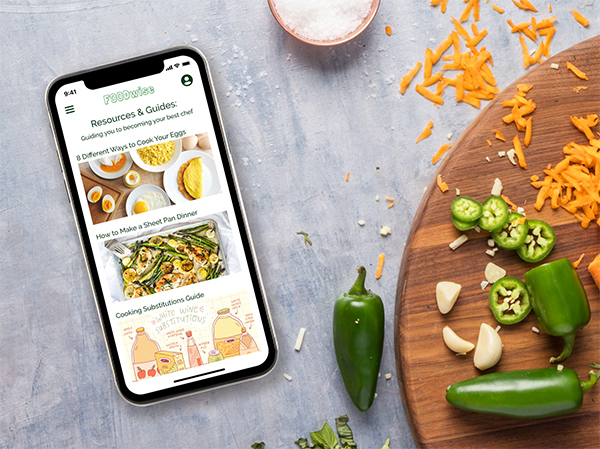 9:41
FOODwise
Resources & Guides:
Guiding you to becoming your best chef
8 Different Ways to Cook Your Eggs
How to Make a Sheet Pan Dinner
Cooking Substitutions Guide
WHITE WINE
SUBSTITUTIONS